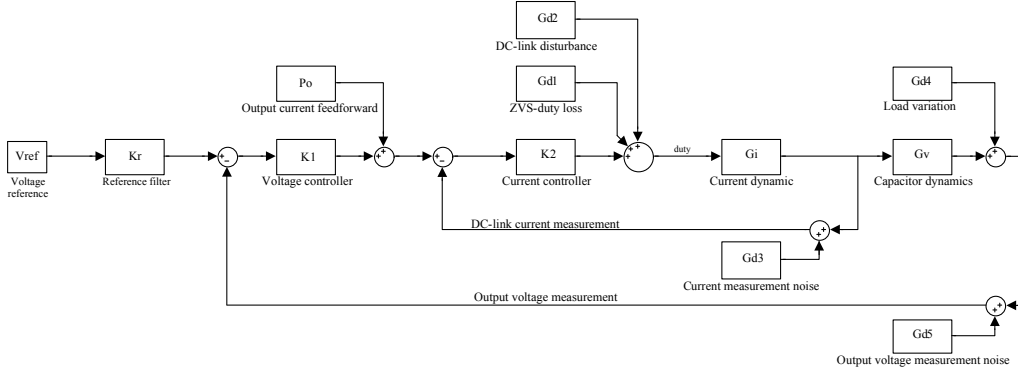 Gd2
DC-link disturbance
Po
Output current feedforward
Gd1
ZVS-duty loss
Gd4
Load variation
Vref
Voltage
reference
Kr
Reference filter
K1
Voltage controller
K2
Current controller
duty
Gi
Current dynamic
Gv
Capacitor dynamics
DC-link current measurement
Gd3
Current measurement noise
Output voltage measurement
Gd5
Output voltage measurement noise